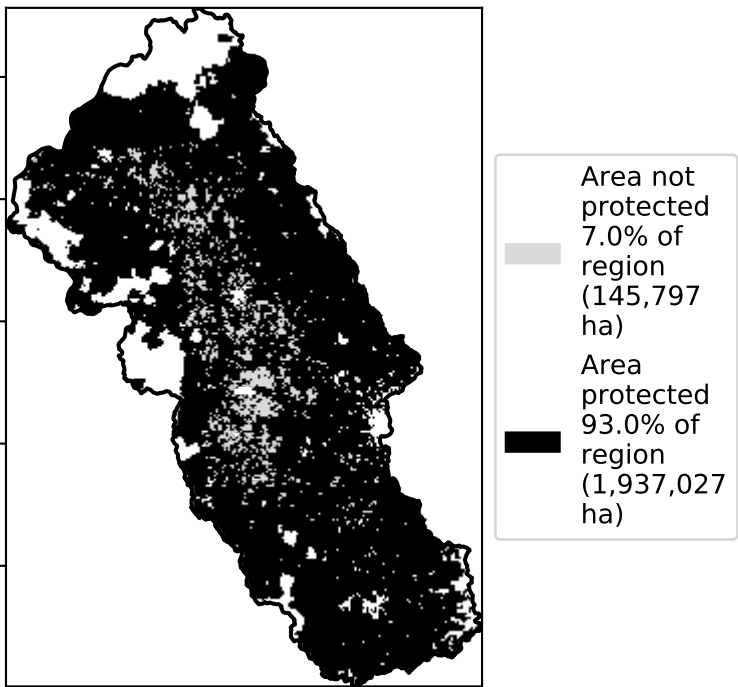 Area not
protected
7.0% of
region
(145,797
ha)
Area
protected
93.0% of
region
(1,937,027
ha)